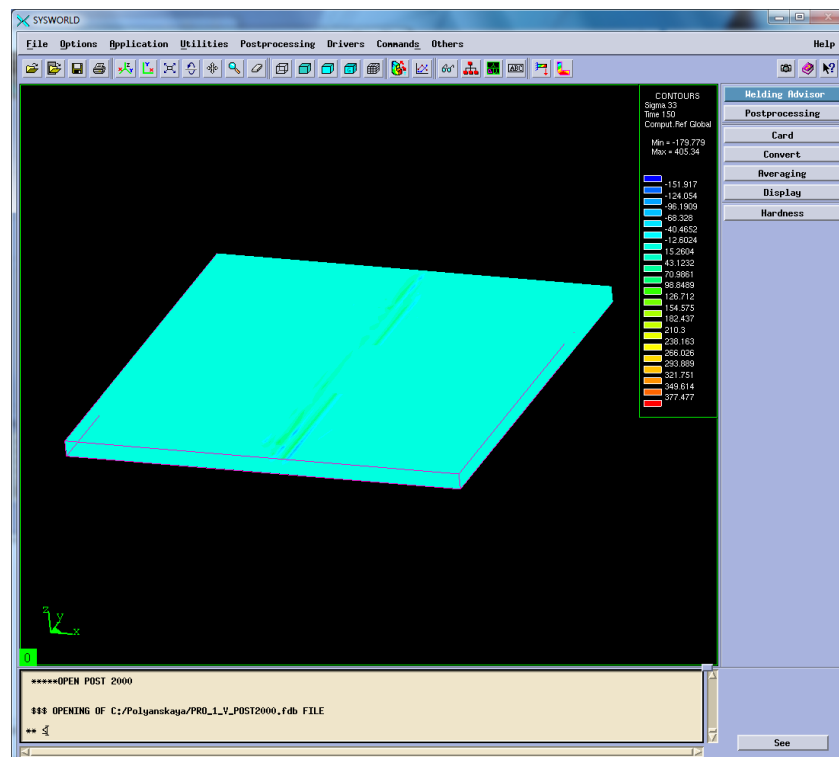 SYSWORLD
File Options Application Utilities Postprocessing Drivers Commands Others Help
CONTOURS
Sigma 33
Time 150
Comput.Ref Global
Min = -179.779
Max = 405.34
-151.917
-124.054
-96.1909
-68.328
-40.4652
-12.6024
15.2604
43.1232
70.9861
98.8489
126.712
154.575
182.437
210.3
238.163
266.026
293.889
321.751
349.614
377.477
Welding Advisor
Postprocessing
Card
Convert
Averaging
Display
Hardness
z
y
x
0
*****OPEN POST 2000
$$$ OPENING OF C:/Polyanskaya/PRO_1_V_POST2000.fdb FILE
**
See